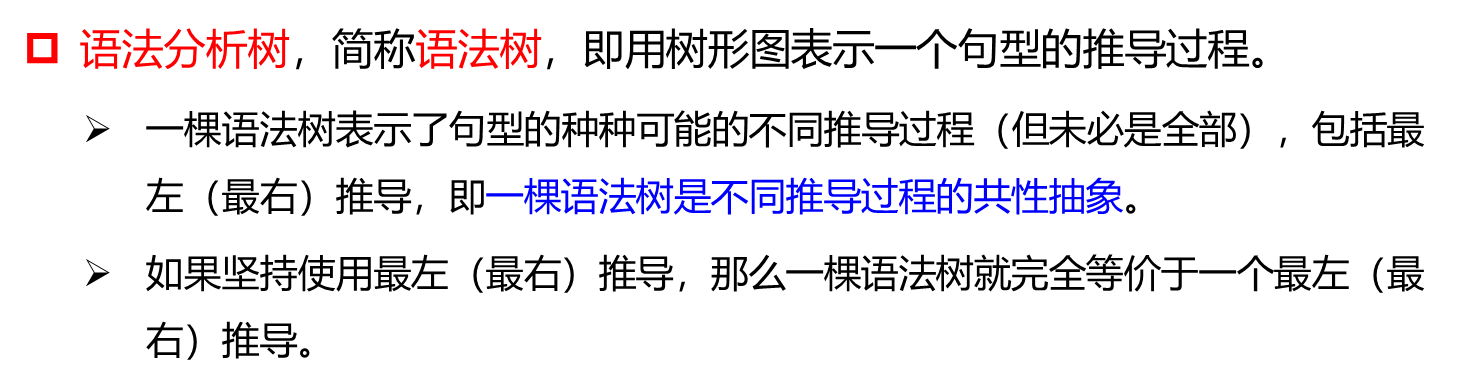 语法分析树，简称语法树，即用树形图表示一个句型的推导过程。
一棵语法树表示了句型的种种可能的不同推导过程（但未必是全部），包括最
左（最右）推导，即一棵语法树是不同推导过程的共性抽象。
如果坚持使用最左（最右）推导，那么一棵语法树就完全等价于一个最左（最
右）推导。